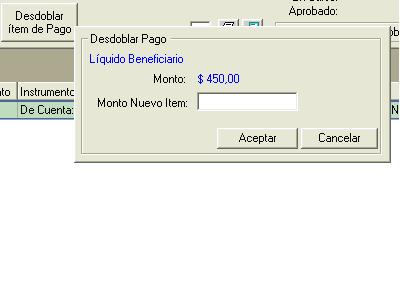 Desdoblar
ítem de Pago
Aprobado:
Desdoblar Pago
Líquido Beneficiario
Monto: $ 450,00
Monto Nuevo Item:
Aceptar Cancelar
Instrumento
De Cuenta: